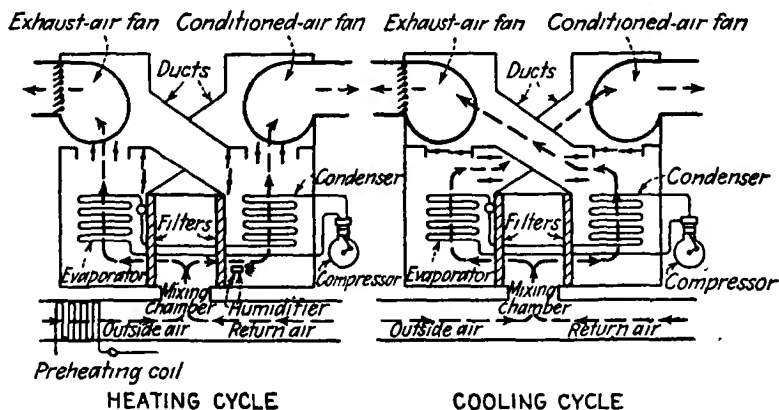 Exhaust-air fan Conditioned-air fan
Ducts
Condenser
Filters
Evaporator
Compressor
Mixing
chamber
Humidifier
Outside air
Return air
Preheating coil
HEATING CYCLE
Exhaust-air fan Conditioned-air fan
Ducts
Condenser
Filters
Evaporator
Compressor
Mixing
chamber
Outside air
Return air
COOLING CYCLE